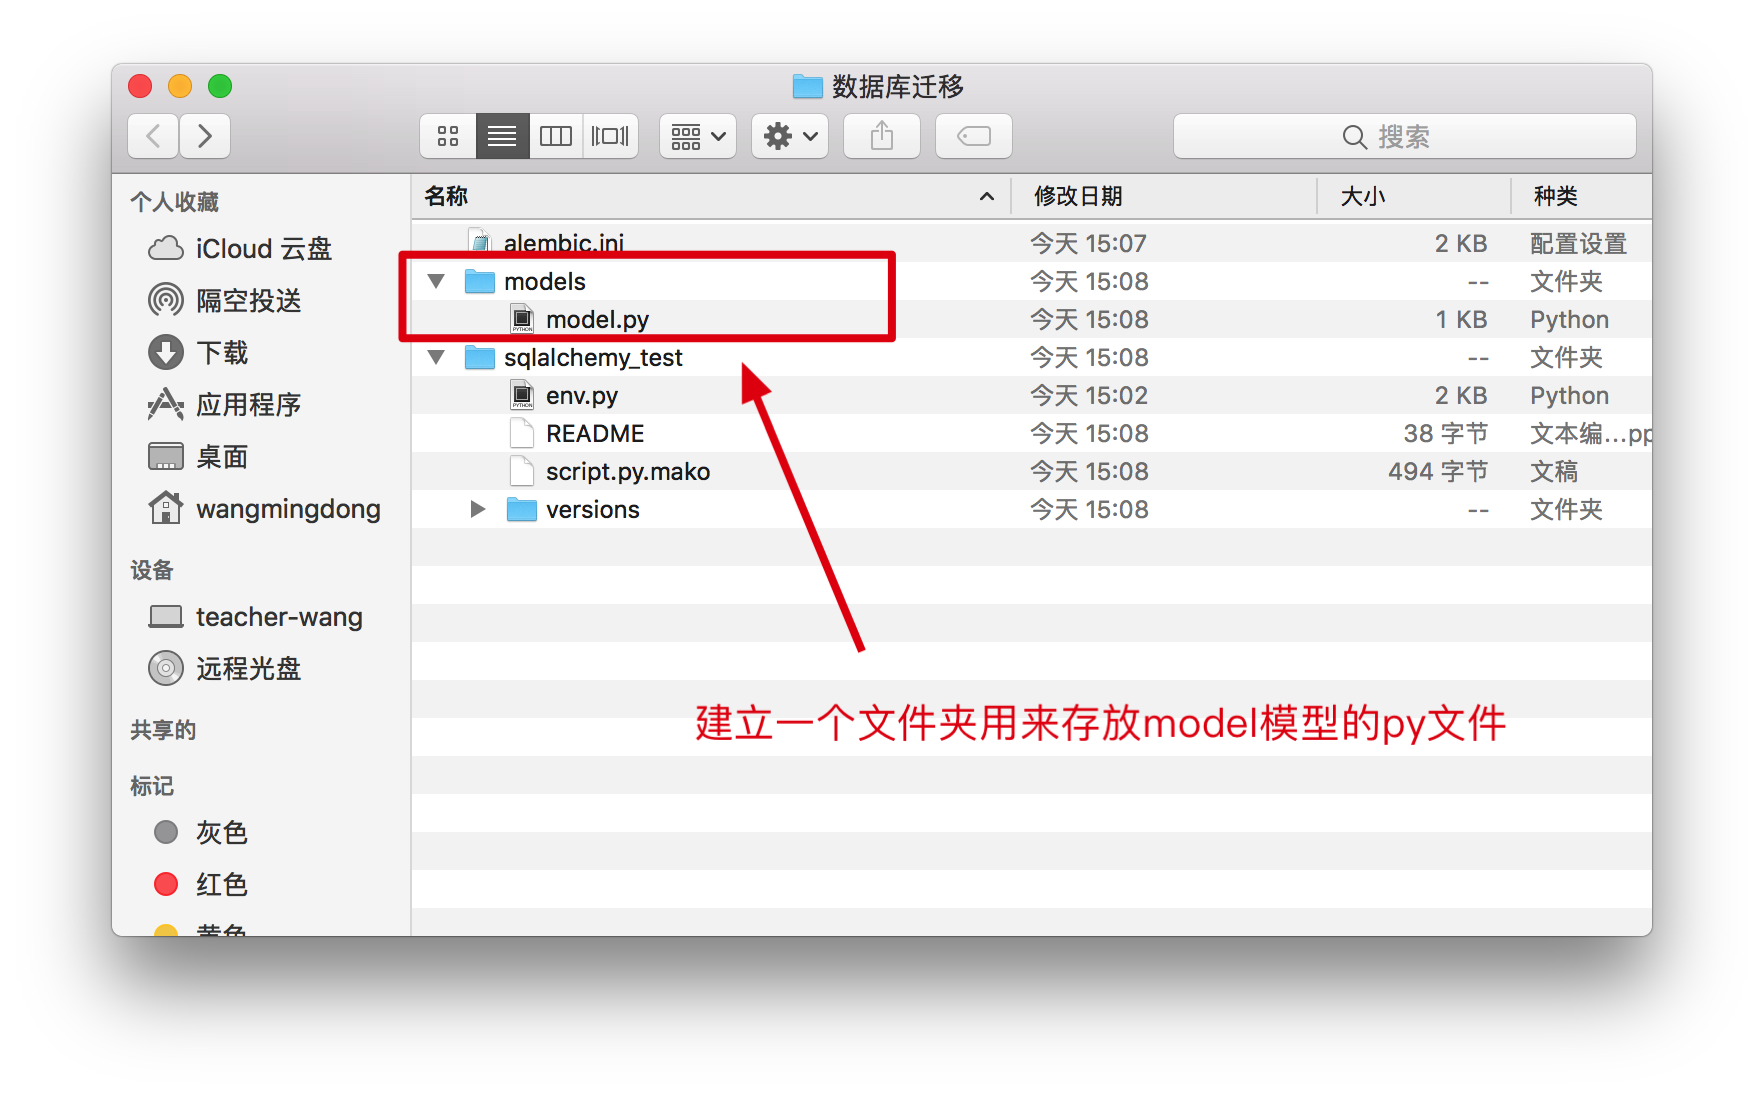 数据库迁移
搜索
个人收藏
iCloud 云盘
隔空投送
下载
应用程序
桌面
wangmingdong
设备
teacher-wang
远程光盘
共享的
标记
灰色
红色
黄色
名称 修改日期 大小 种类
alembic.ini 今天 15:07 2 KB 配置设置
models 今天 15:08 -- 文件夹
model.py 今天 15:08 1 KB Python
sqlalchemy_test 今天 15:08 -- 文件夹
env.py 今天 15:02 2 KB Python
README 今天 15:08 38 字节 文本编...pp
script.py.mako 今天 15:08 494 字节 文稿
versions 今天 15:08 -- 文件夹
建立一个文件夹用来存放model模型的py文件